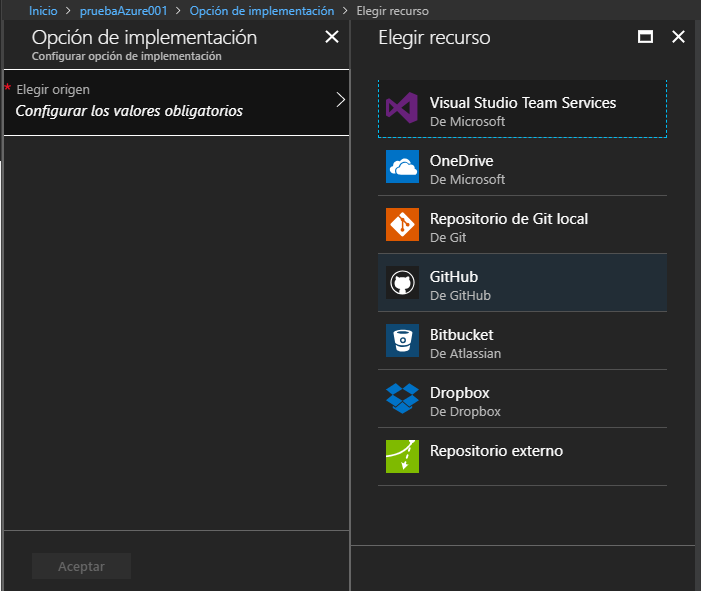 Inicio > pruebaAzure001 > Opción de implementación > Elegir recurso
Opción de implementación
Configurar opción de implementación
* Elegir origen
Configurar los valores obligatorios
Aceptar
Elegir recurso
Visual Studio Team Services
De Microsoft
OneDrive
De Microsoft
Repositorio de Git local
De Git
GitHub
De GitHub
Bitbucket
De Atlassian
Dropbox
De Dropbox
Repositorio externo